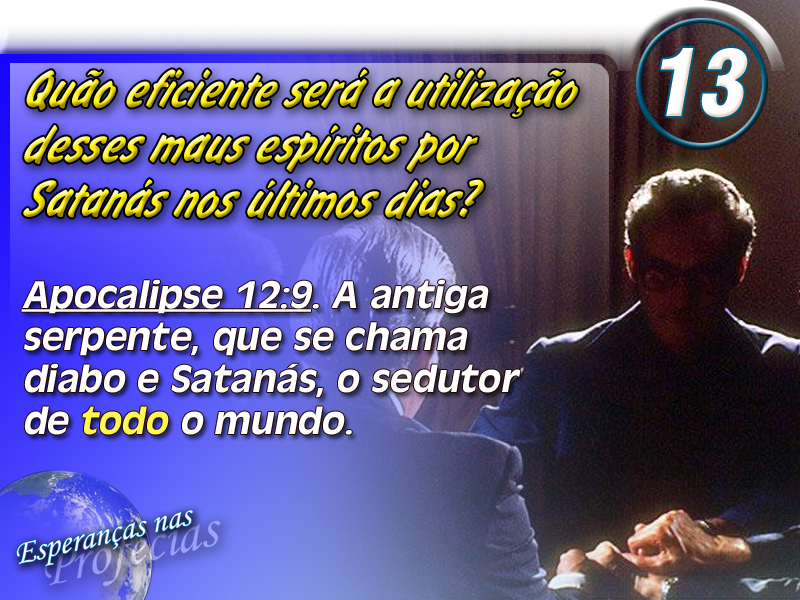 13
Quão eficiente será a utilização
desses maus espíritos por
Satanás nos últimos dias?
Apocalipse 12:9. A antiga
serpente, que se chama
diabo e Satanás, o sedutor
de todo o mundo.
Esperanças nas
Profecias